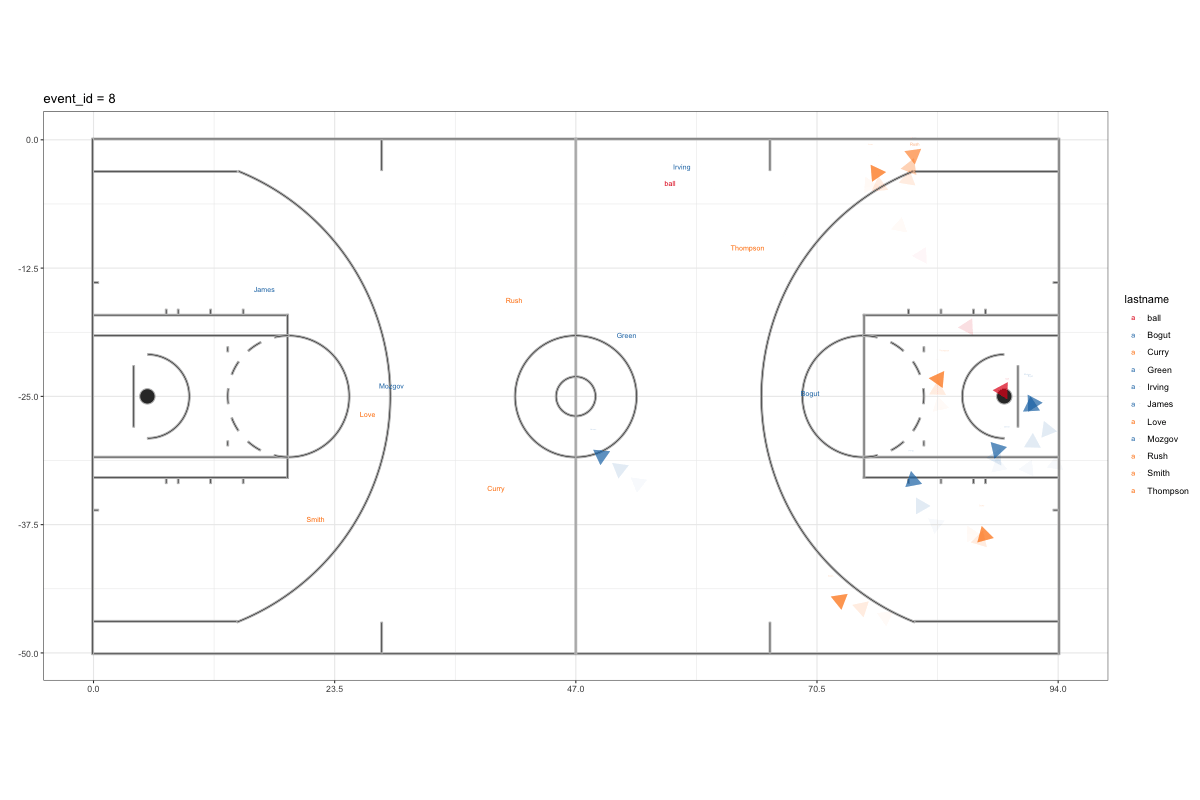 event_id = 8
0.0
-12.5
-25.0
-37.5
-50.0
0.0
23.5
47.0
70.5
94.0
Irving
ball
Thompson
James
Rush
Green
Mozgov
Bogut
Love
Curry
Smith
lastname
a ball
a Bogut
a Curry
a Green
a Irving
a James
a Love
a Mozgov
a Rush
a Smith
a Thompson